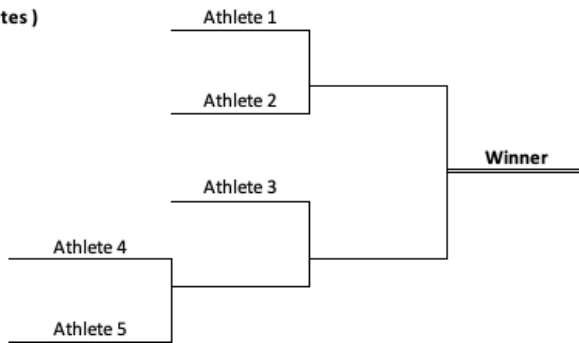 tes )
Athlete 1
Athlete 2
Winner
Athlete 3
Athlete 4
Athlete 5